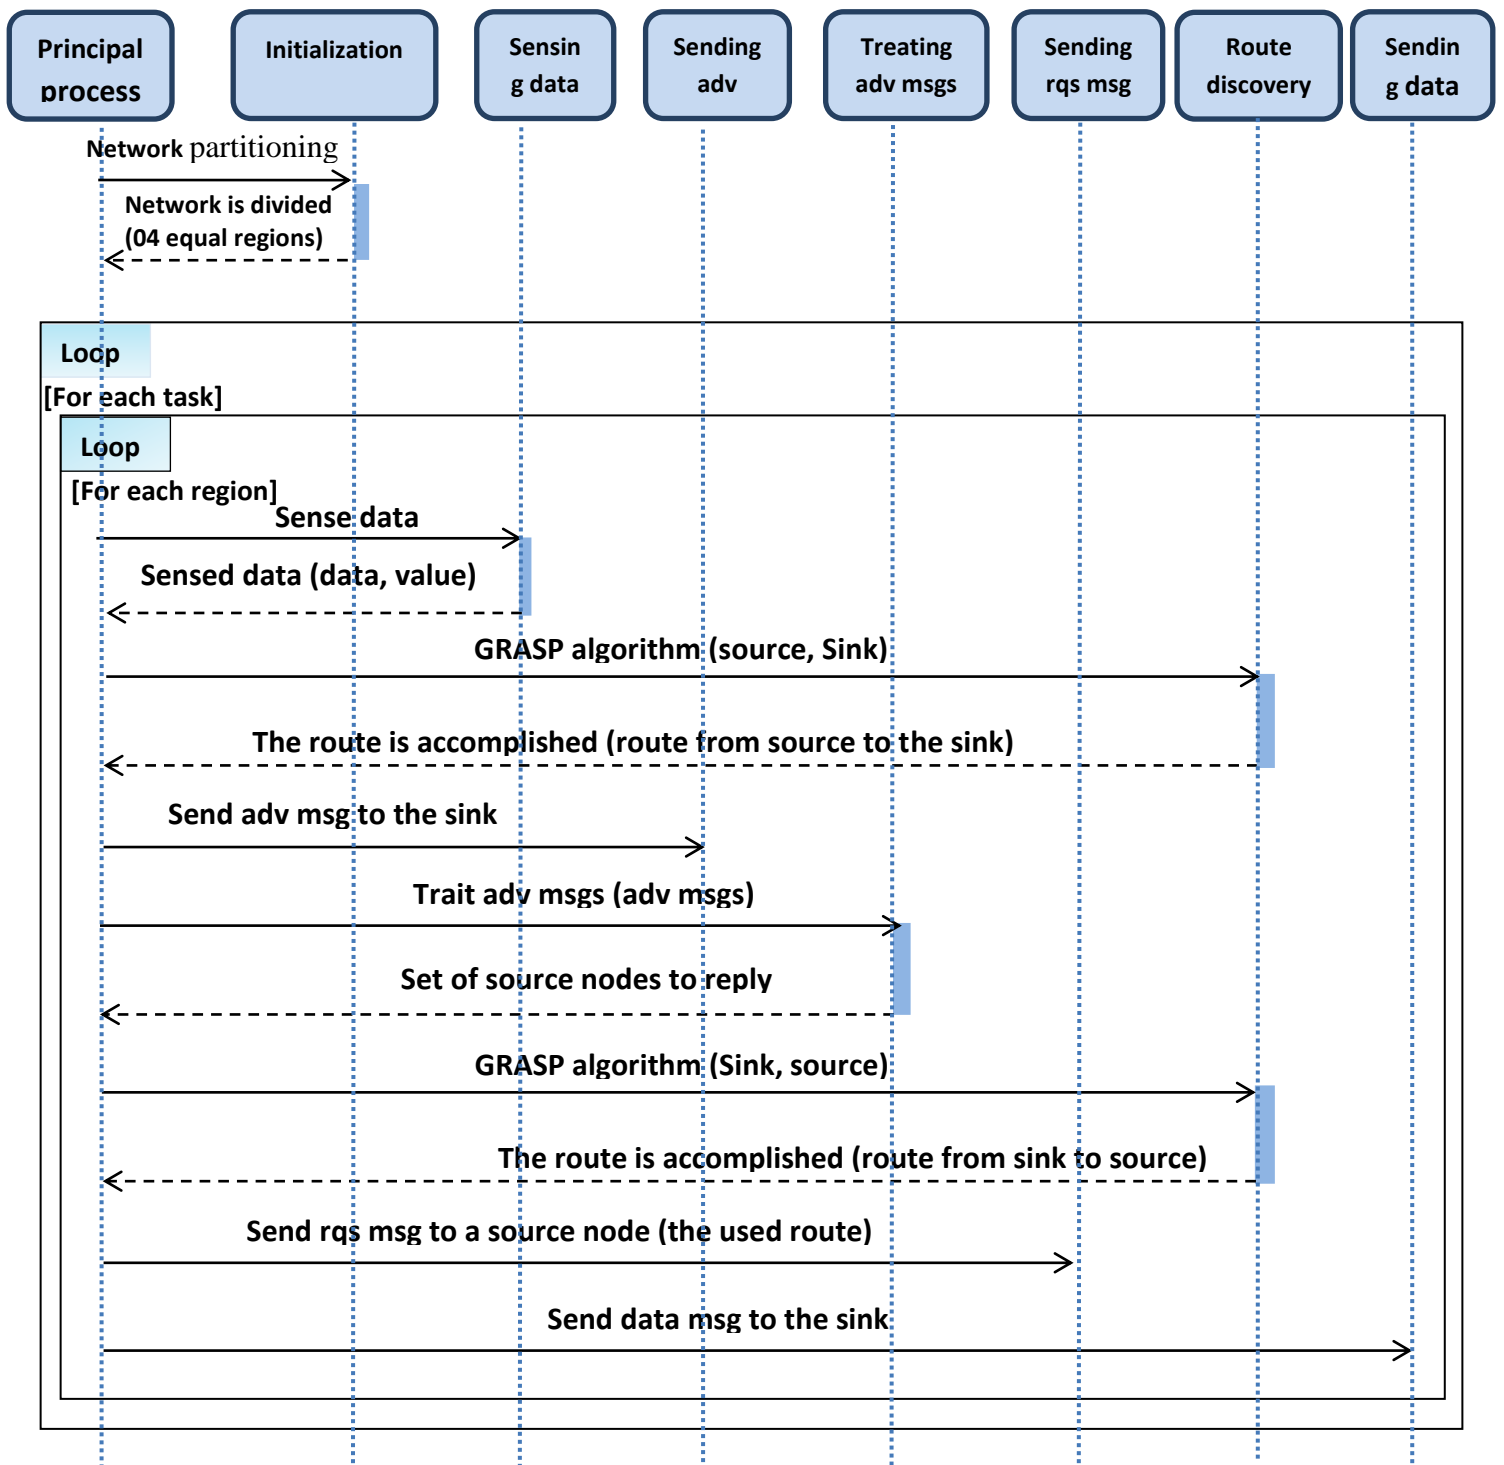 Principal
process
Initialization
Sensin
g data
Sending
adv
Treating
adv msgs
Sending
rqs msg
Route
discovery
Sendin
g data
Network partitioning
Network is divided
(04 equal regions)
Loop
[For each task]
Loop
[For each region]
Sense data
Sensed data (data, value)
GRASP algorithm (source, Sink)
The route is accomplished (route from source to the sink)
Send adv msg to the sink
Trait adv msgs (adv msgs)
Set of source nodes to reply
GRASP algorithm (Sink, source)
The route is accomplished (route from sink to source)
Send rqs msg to a source node (the used route)
Send data msg to the sink